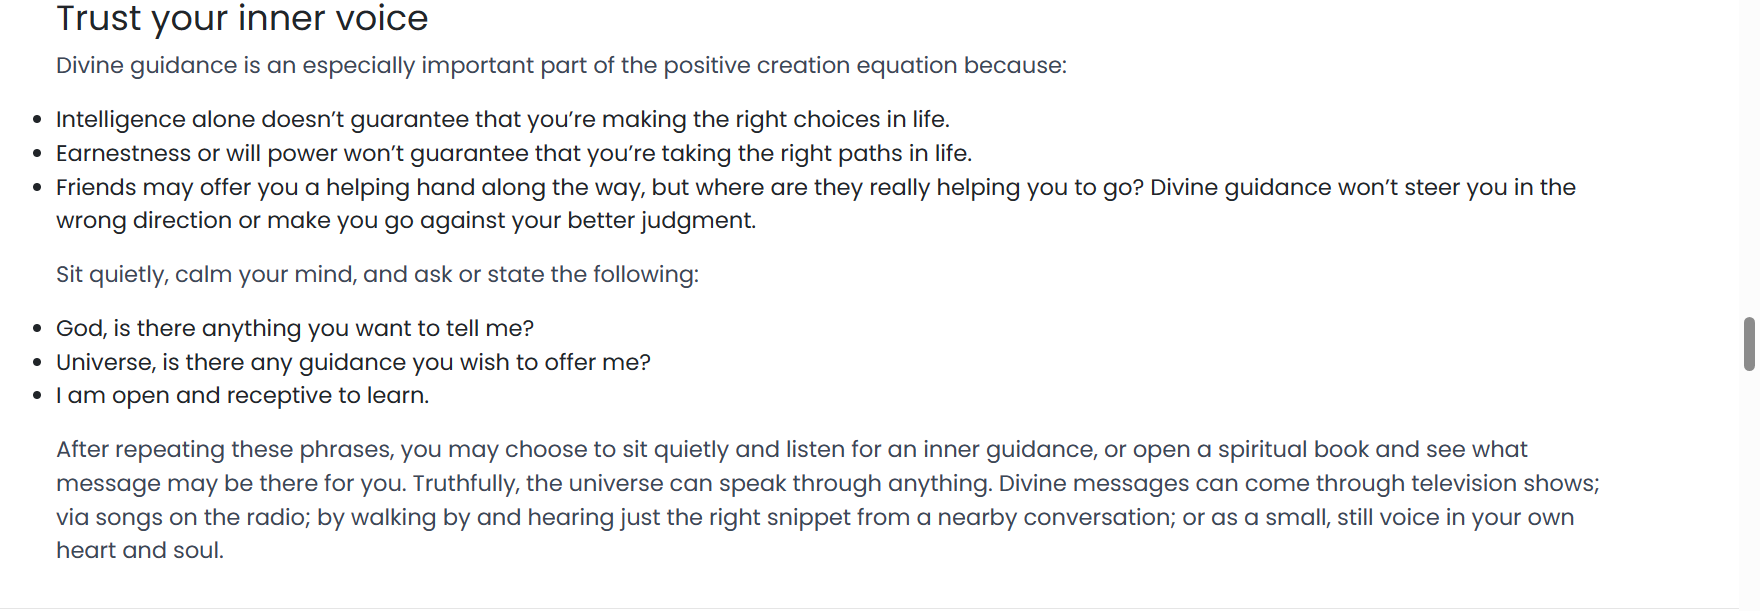 Trust your inner voice
Divine guidance is an especially important part of the positive creation equation because:
• Intelligence alone doesn’t guarantee that you’re making the right choices in life.
• Earnestness or will power won’t guarantee that you’re taking the right paths in life.
• Friends may offer you a helping hand along the way, but where are they really helping you to go? Divine guidance won’t steer you in the
wrong direction or make you go against your better judgment.
Sit quietly, calm your mind, and ask or state the following:
• God, is there anything you want to tell me?
• Universe, is there any guidance you wish to offer me?
• I am open and receptive to learn.
After repeating these phrases, you may choose to sit quietly and listen for an inner guidance, or open a spiritual book and see what
message may be there for you. Truthfully, the universe can speak through anything. Divine messages can come through television shows;
via songs on the radio; by walking by and hearing just the right snippet from a nearby conversation; or as a small, still voice in your own
heart and soul.